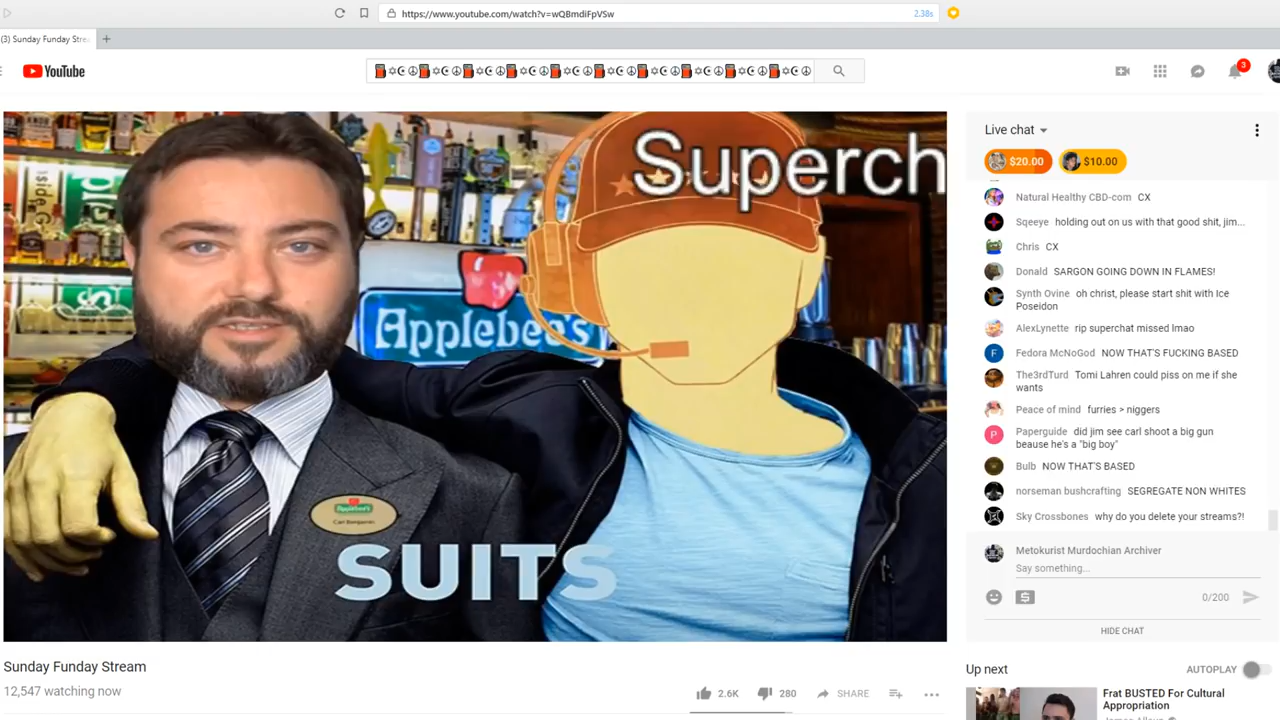 https://www.youtube.com/watch?v=wQBmdiFpVSw
2.38s
(3) Sunday Funday Strea
YouTube
3
Superch
Applebee's
Applebee's
Carl Benjamin
SUITS
Live chat
$20.00
$10.00
Natural Healthy CBD-com CX
Sqeeye holding out on us with that good shit, jim...
Chris CX
Donald SARGON GOING DOWN IN FLAMES!
Synth Ovine oh christ, please start shit with Ice
Poseidon
AlexLynette rip superchat missed lmao
Fedora McNoGod NOW THAT'S FUCKING BASED
The3rdTurd Tomi Lahren could piss on me if she
wants
Peace of mind furries > niggers
Paperguide did jim see carl shoot a big gun
beause he's a "big boy"
Bulb NOW THAT'S BASED
norseman bushcrafting SEGREGATE NON WHITES
Sky Crossbones why do you delete your streams?!
Metokurist Murdochian Archiver
Say something...
0/200
HIDE CHAT
Sunday Funday Stream
12,547 watching now
2.6K
280
SHARE
Up next
AUTOPLAY
Frat BUSTED For Cultural
Appropriation